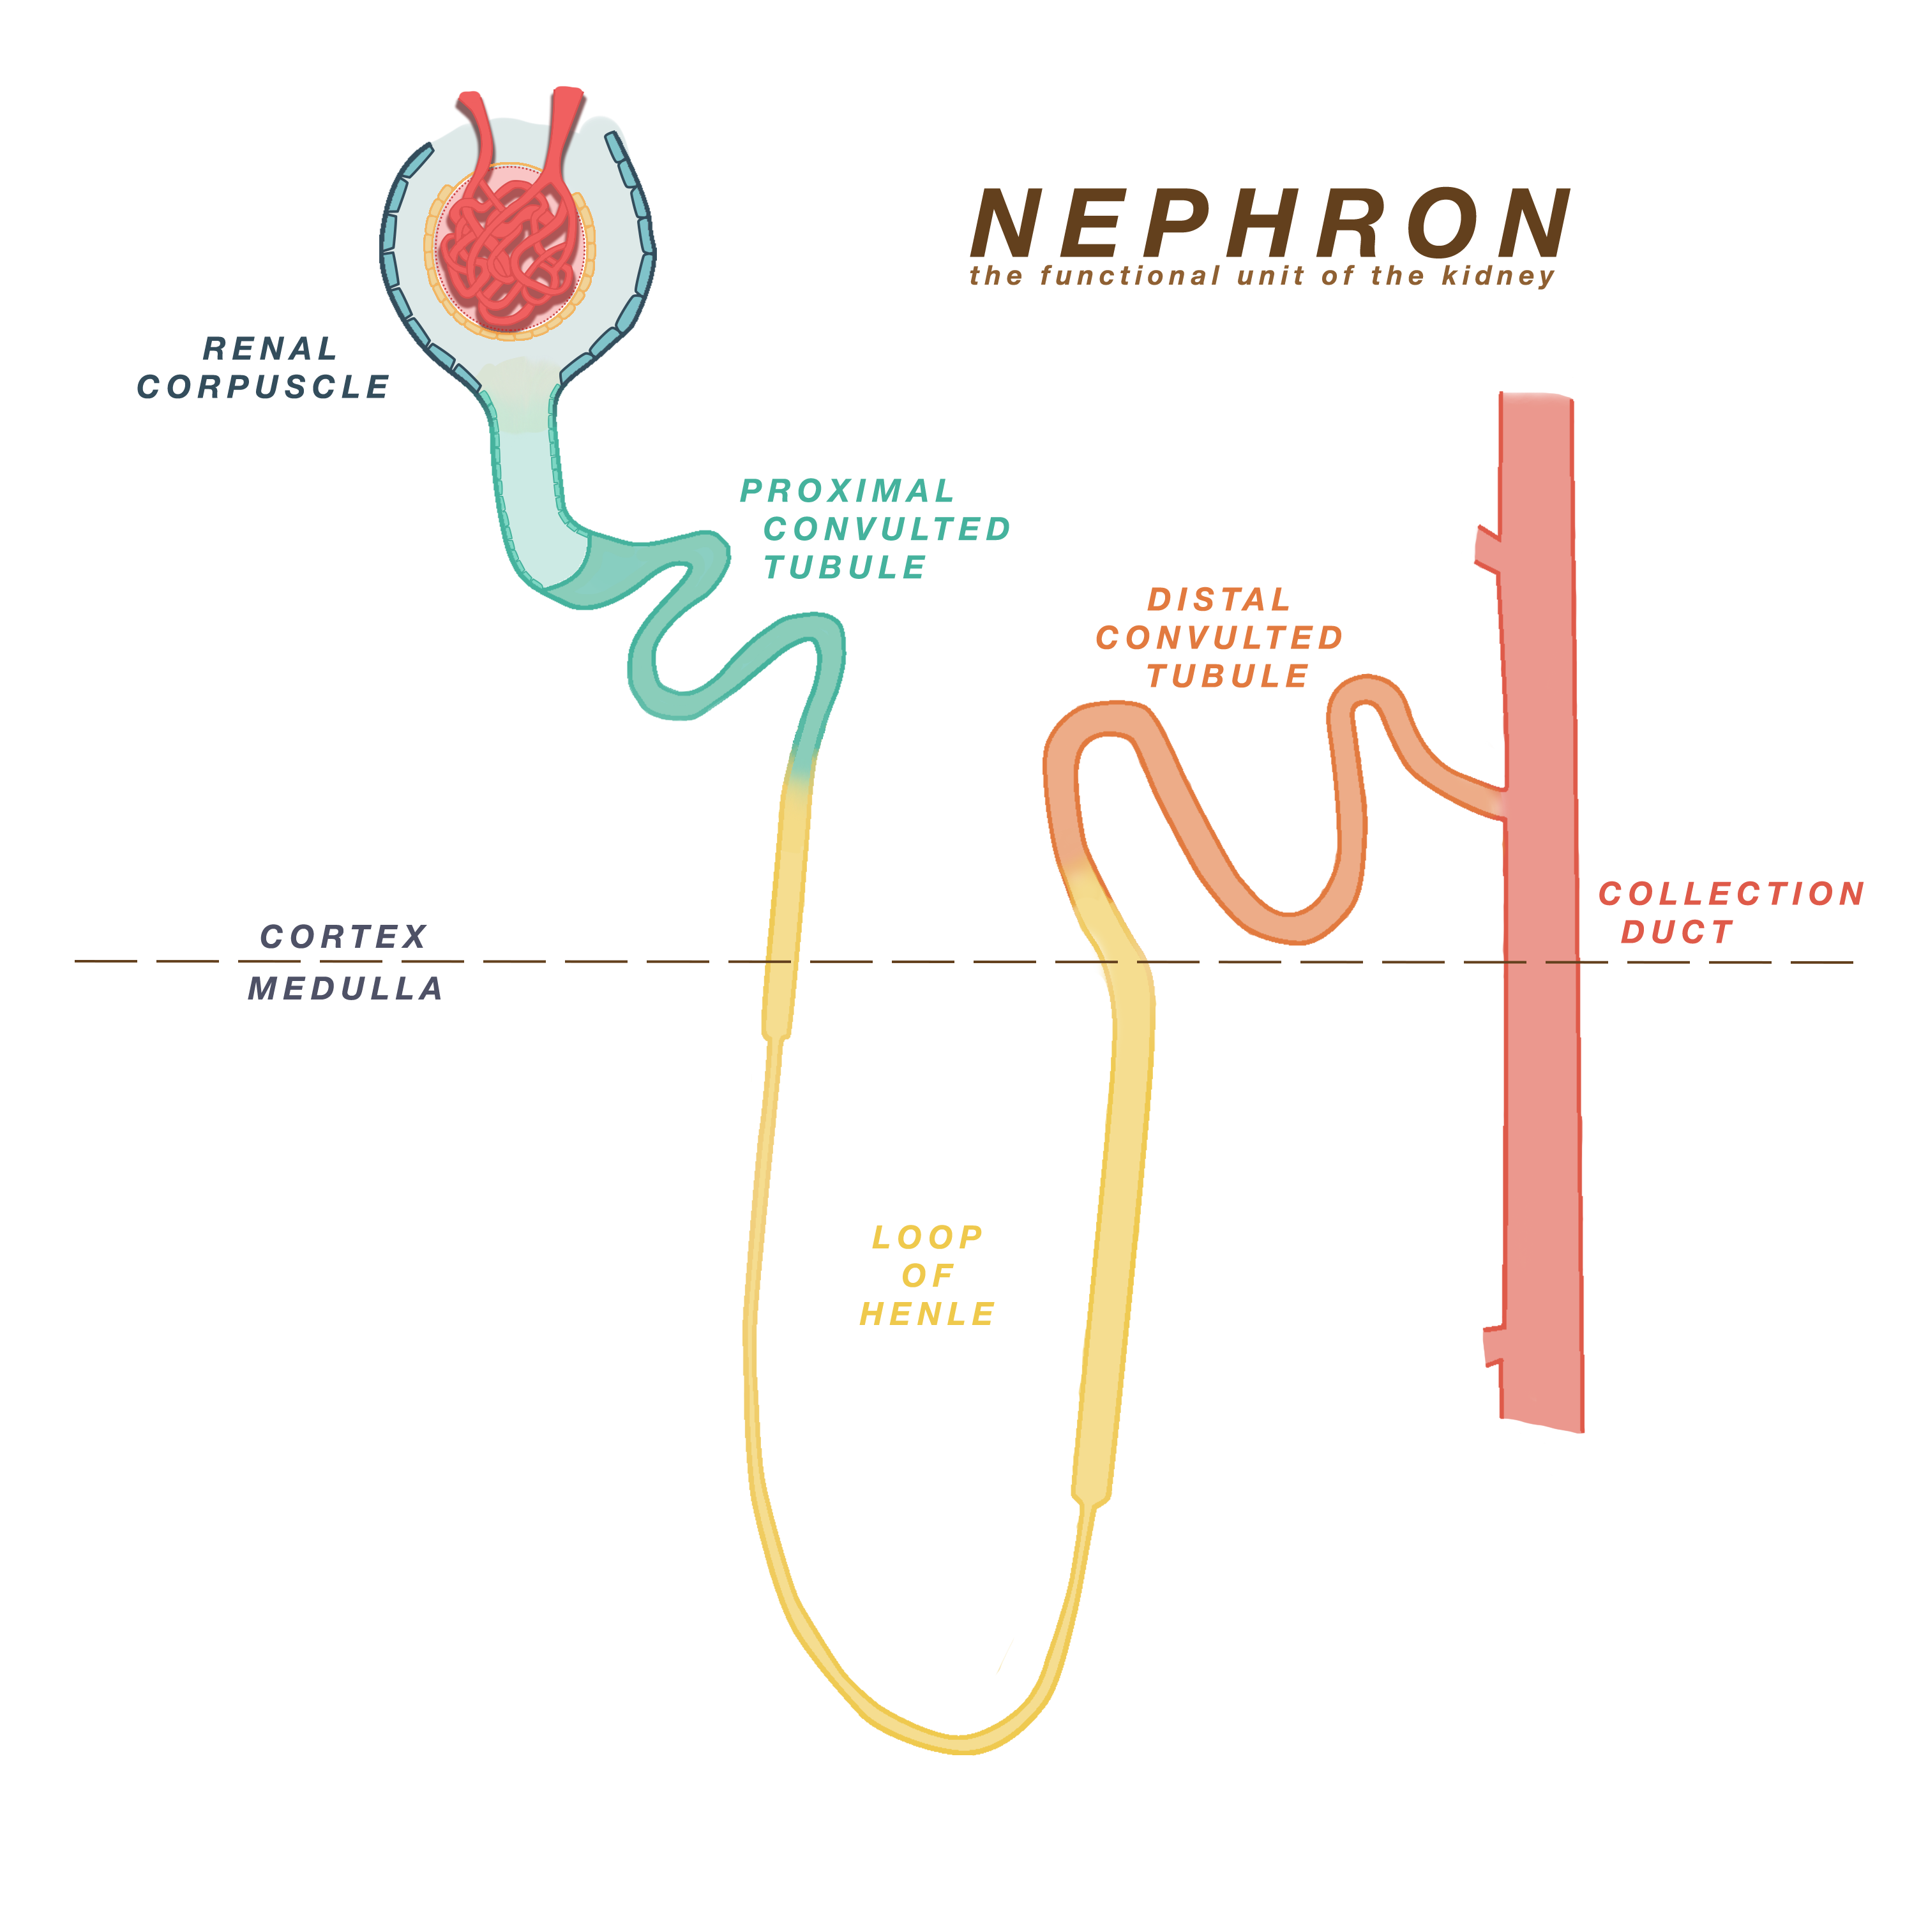 NEPHRON
the functional unit of the kidney
RENAL
CORPUSCLE
PROXIMAL
CONVULTED
TUBULE
DISTAL
CONVULTED
TUBULE
COLLECTION
DUCT
CORTEX
MEDULLA
LOOP
OF
HENLE